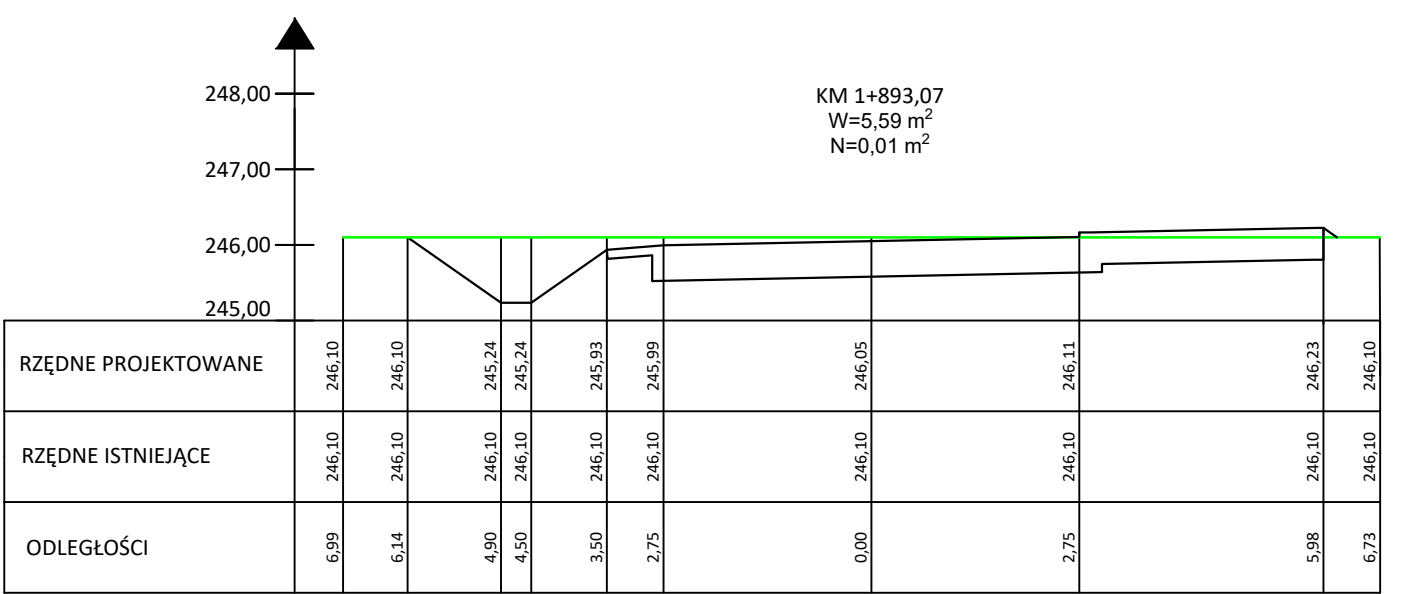 248,00
247,00
246,00
245,00
KM 1+893,07
W=5,59 m²
N=0,01 m²
RZĘDNE PROJEKTOWANE 246,10 246,10 245,24 245,24 245,93 245,99 246,05 246,11 246,23 246,10
RZĘDNE ISTNIEJĄCE 246,10 246,10 246,10 246,10 246,10 246,10 246,10 246,10 246,10 246,10
ODLEGŁOŚCI 6,99 6,14 4,90 4,50 3,50 2,75 0,00 2,75 5,98 6,73